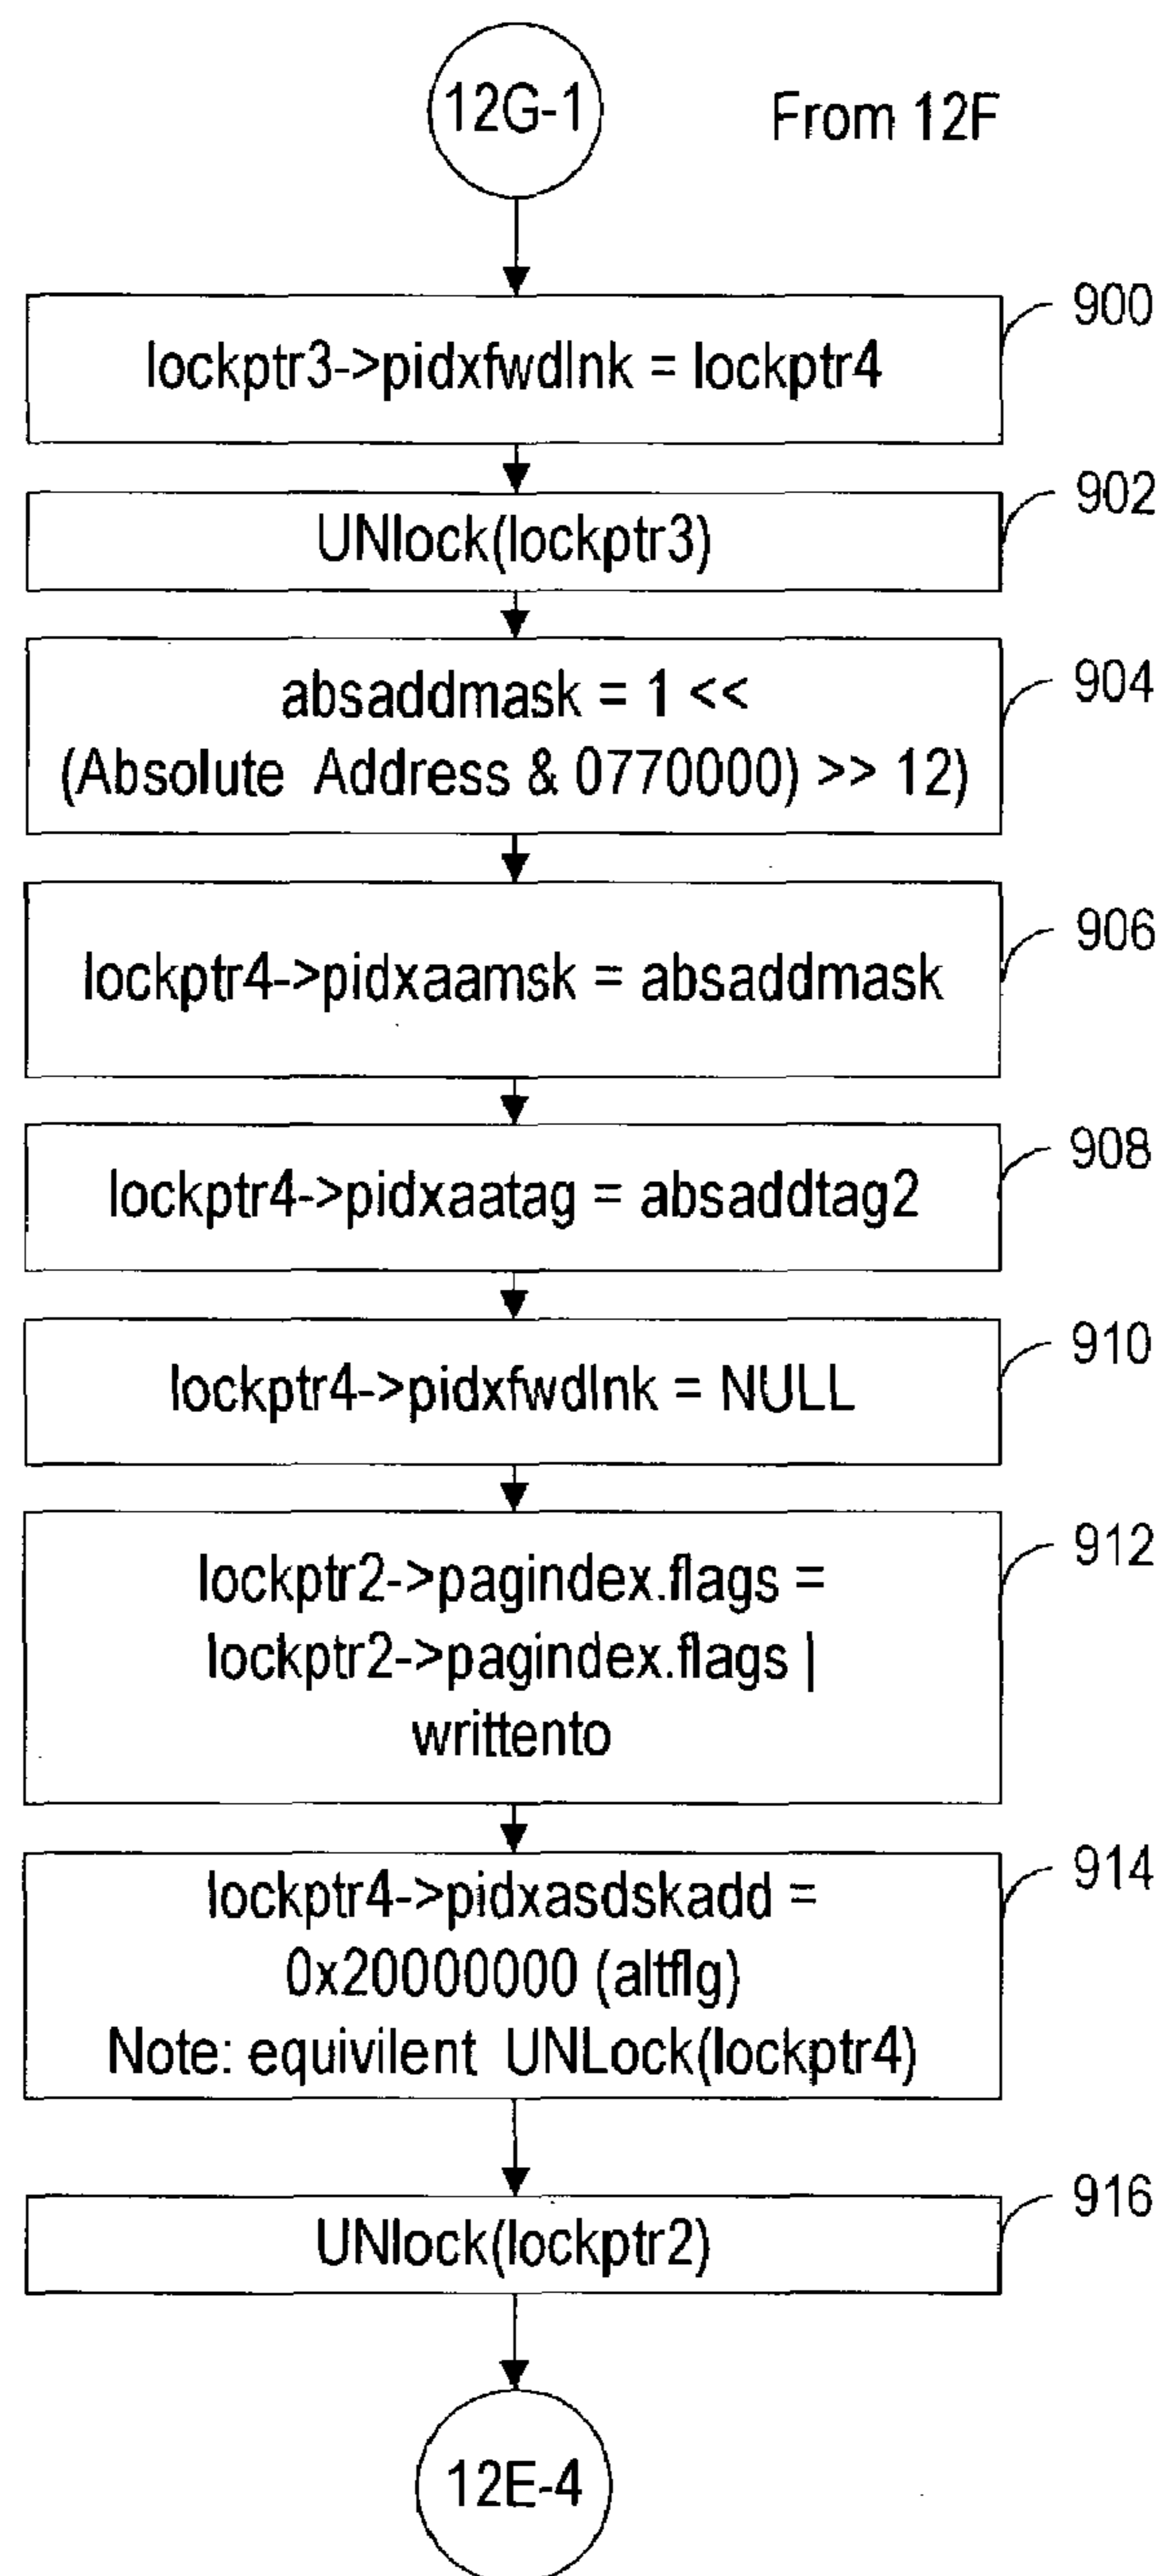 12G-1
From 12F
900
lockptr3->pidxfwdlnk = lockptr4
902
UNlock(lockptr3)
904
absaddmask = 1 <<
(Absolute Address & 0770000) >> 12)
906
lockptr4->pidxaamsk = absaddmask
908
lockptr4->pidxaatag = absaddtag2
910
lockptr4->pidxfwdlnk = NULL
912
lockptr2->pagindex.flags =
lockptr2->pagindex.flags |
writtento
914
lockptr4->pidxasdskadd =
0x20000000 (altflg)
Note: equivilent UNLock(lockptr4)
916
UNlock(lockptr2)
12E-4